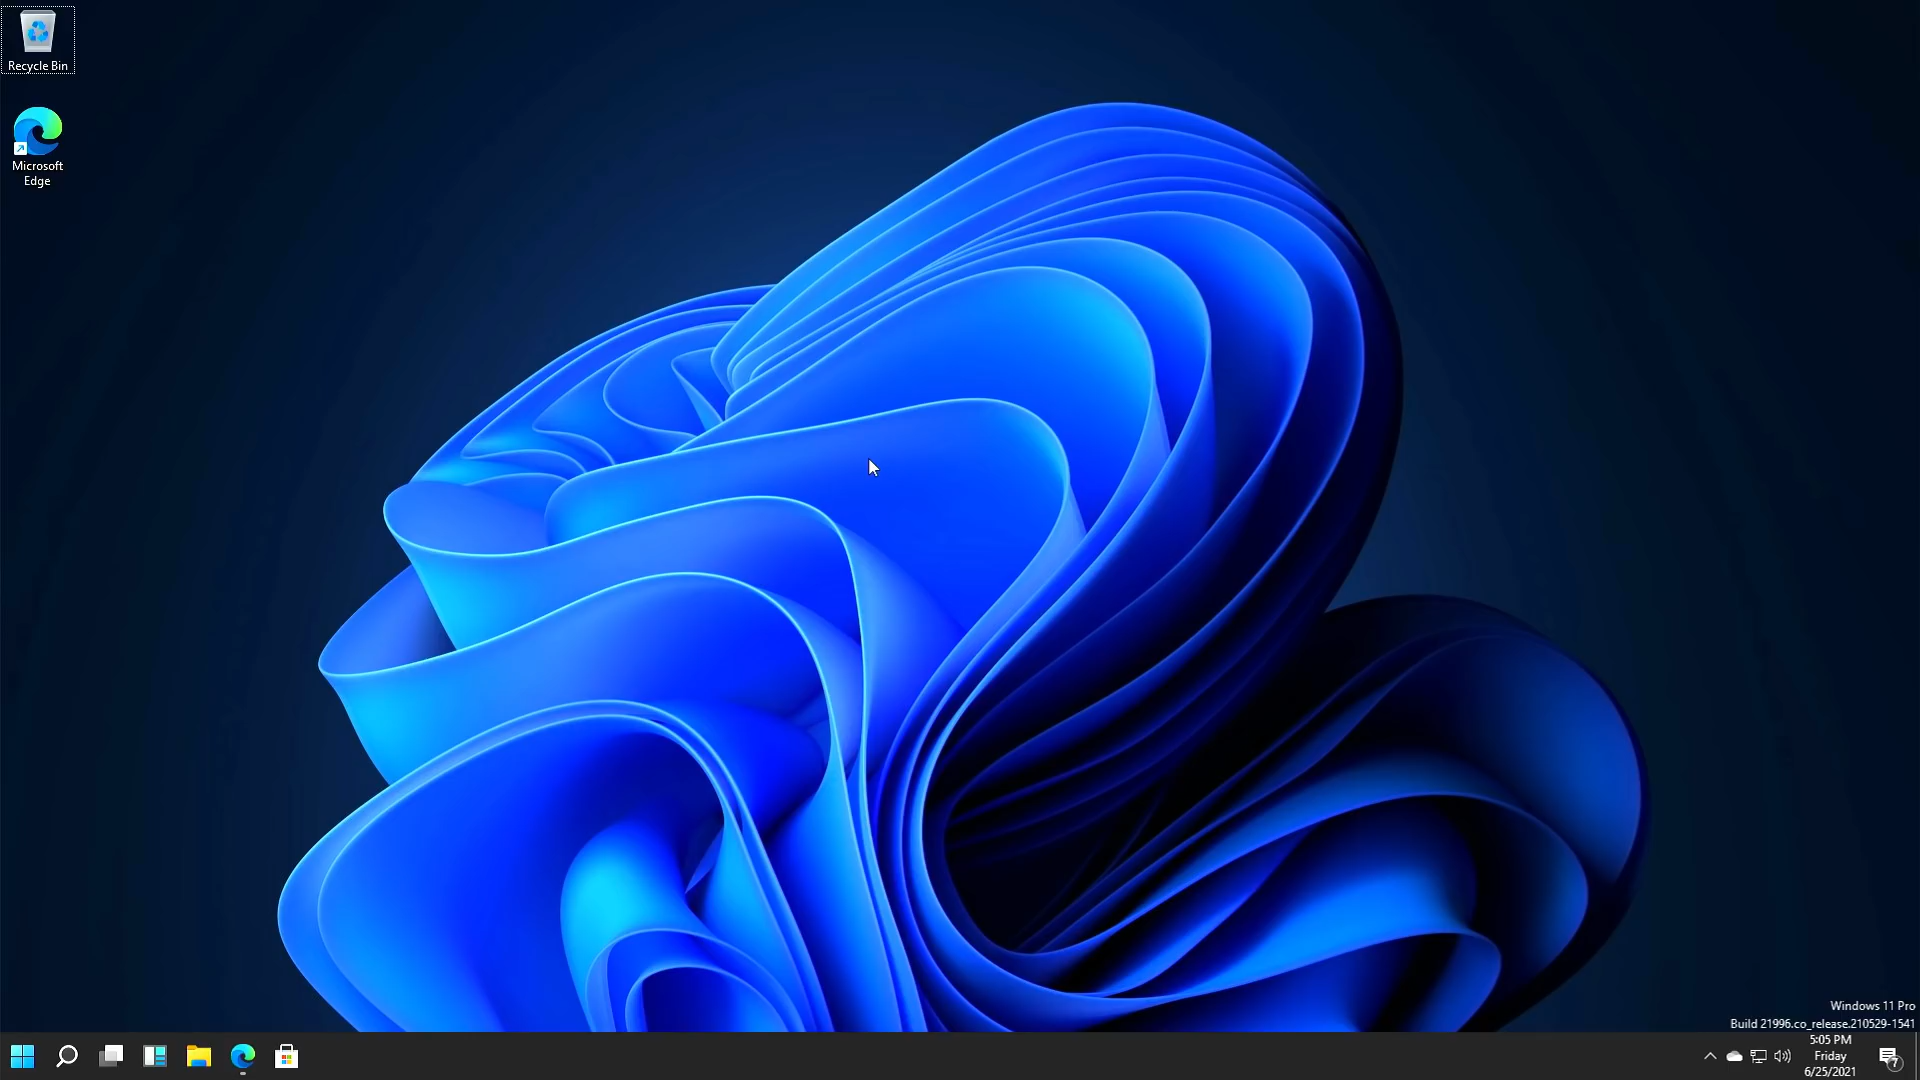 Recycle Bin
Microsoft
Edge
Windows 11 Pro
Build 21996.co_release.210529-1541
5:05 PM
Friday
6/25/2021
7